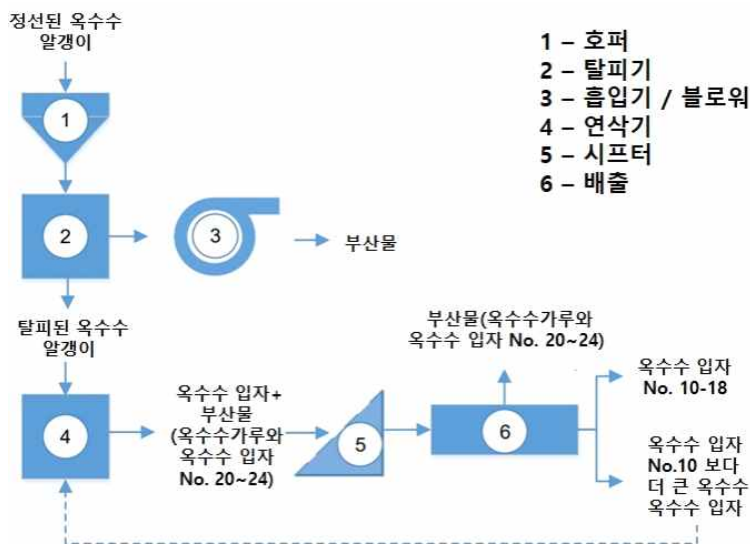 정선된 옥수수
알갱이
1 – 호퍼
2 – 탈피기
3 – 흡입기 / 블로워
4 – 연삭기
5 – 시프터
6 – 배출
1
2
3
부산물
탈피된 옥수수
알갱이
부산물(옥수수가루와
옥수수 입자 No. 20~24)
4
옥수수 입자+
부산물
(옥수수가루와
옥수수 입자
No. 20~24)
5
6
옥수수 입자
No. 10-18
옥수수 입자
No.10 보다
더 큰 옥수수
옥수수 입자